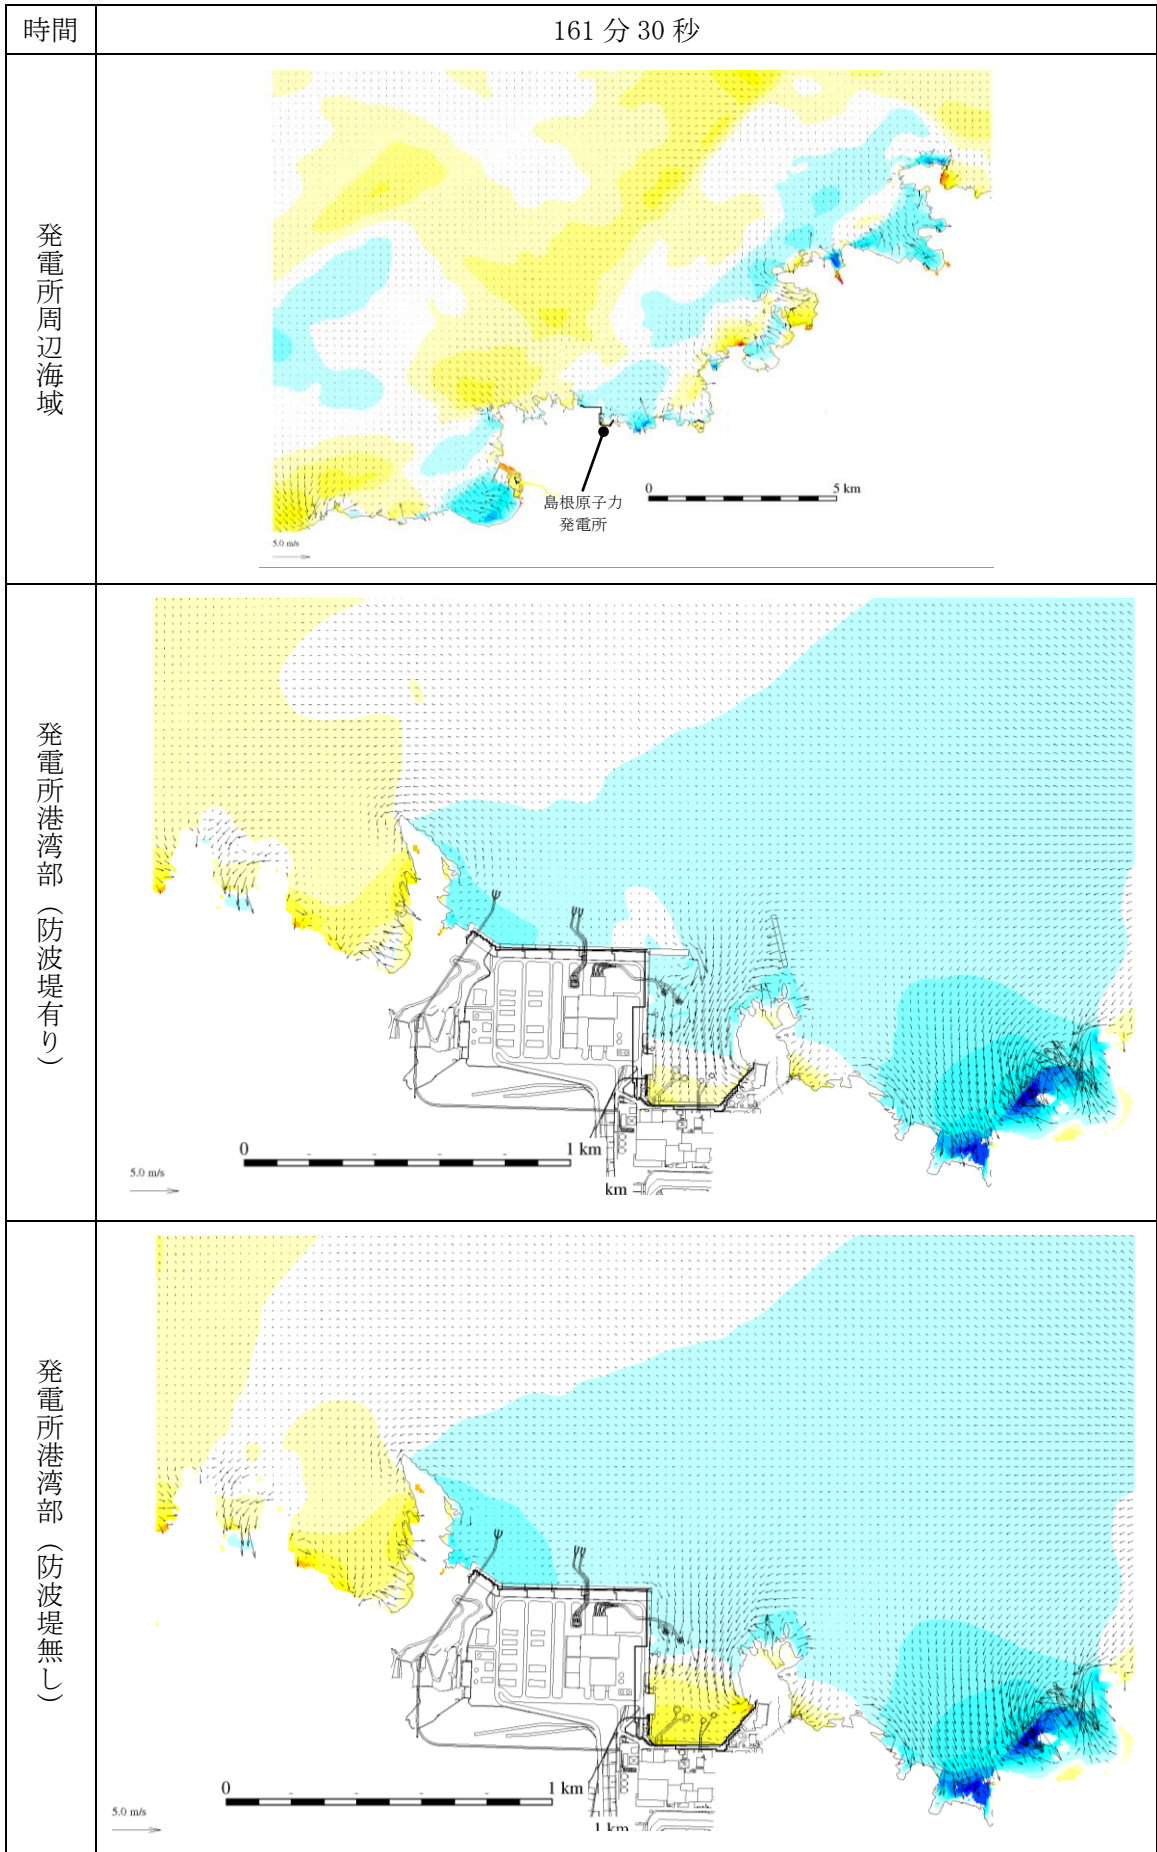 時間
161 分 30 秒
発電所周辺海域
島根原子力
発電所
0
5 km
5.0 m/s
発電所港湾部（防波堤有り）
0
1 km
5.0 m/s
km
発電所港湾部（防波堤無し）
0
1 km
5.0 m/s
1 km